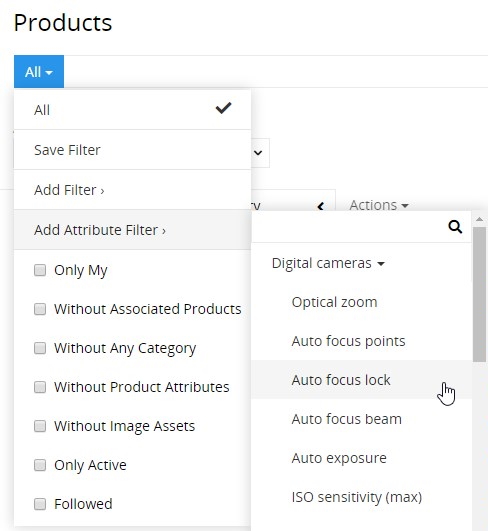 Products
All
All
Save Filter
Add Filter ›
Add Attribute Filter ›
Only My
Without Associated Products
Without Any Category
Without Product Attributes
Without Image Assets
Only Active
Followed
Actions
Digital cameras
Optical zoom
Auto focus points
Auto focus lock
Auto focus beam
Auto exposure
ISO sensitivity (max)